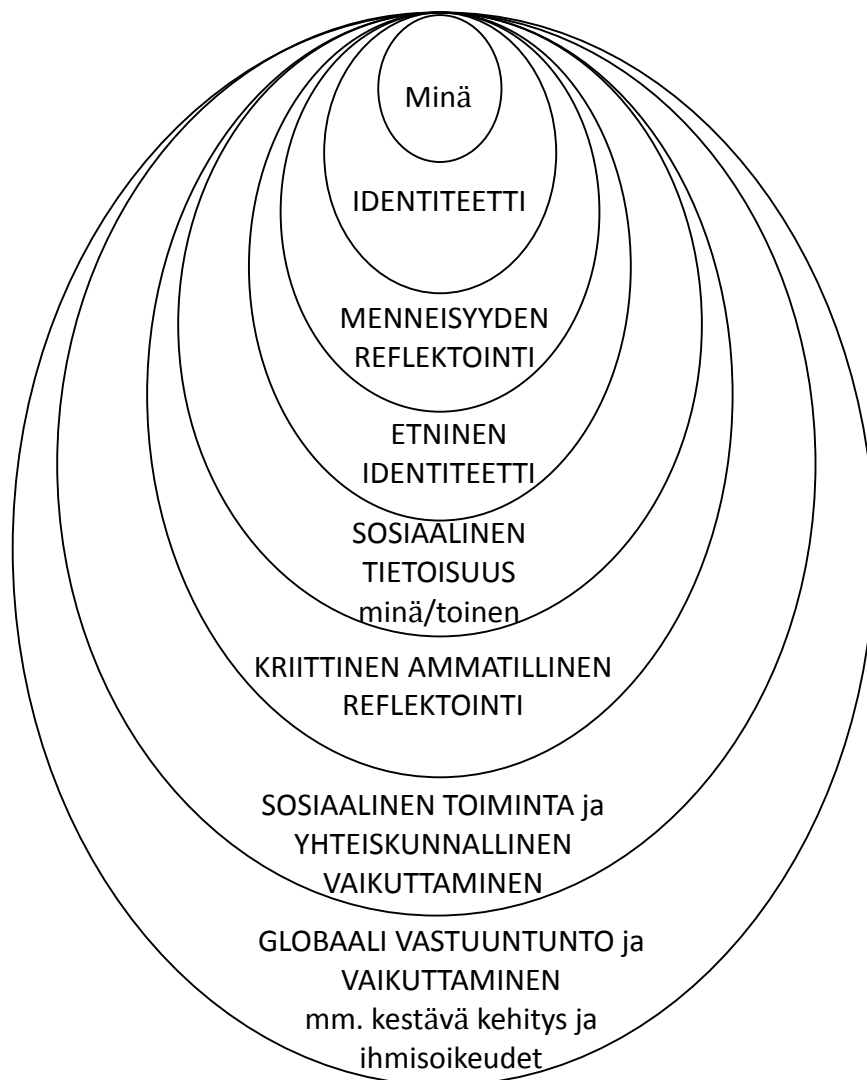 Minä
IDENTITEETTI
MENNEISYYDEN
REFLEKTOINTI
ETNINEN
IDENTITEETTI
SOSIAALINEN
TIETOISUUS
minä/toinen
KRIITTINEN AMMATILLINEN
REFLEKTOINTI
SOSIAALINEN TOIMINTA ja
YHTEISKUNNALLINEN
VAIKUTTAMINEN
GLOBAALI VASTUUNTUNTO ja
VAIKUTTAMINEN
mm. kestävä kehitys ja
ihmisoikeudet